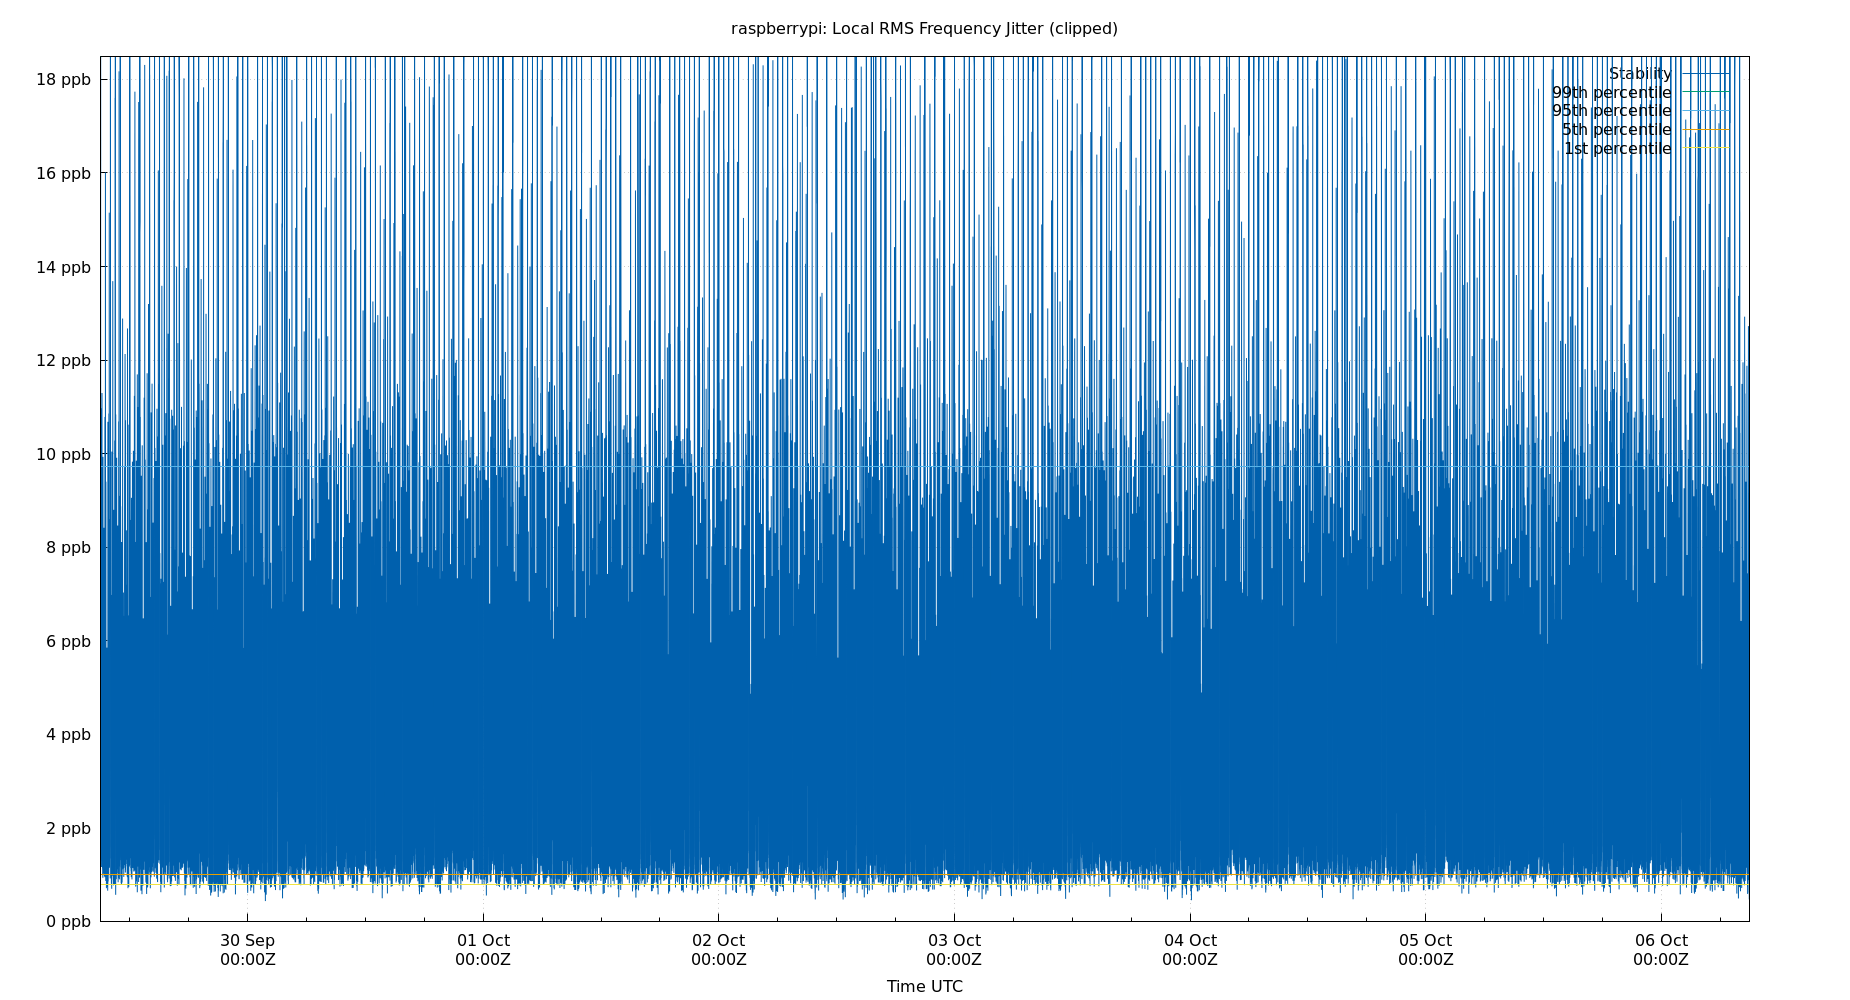 raspberrypi: Local RMS Frequency Jitter (clipped)
18 ppb
16 ppb
14 ppb
12 ppb
10 ppb
8 ppb
6 ppb
4 ppb
2 ppb
0 ppb
Stability
99th percentile
95th percentile
5th percentile
1st percentile
30 Sep 01 Oct 02 Oct 03 Oct 04 Oct 05 Oct 06 Oct
00:00Z 00:00Z 00:00Z 00:00Z 00:00Z 00:00Z 00:00Z
Time UTC